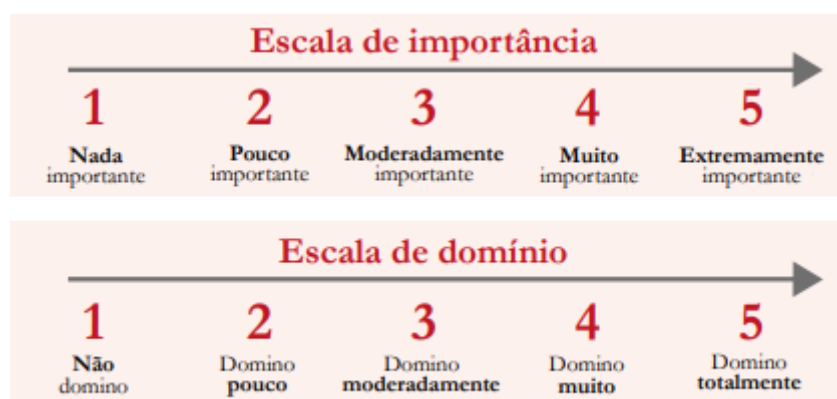 Escala de importância
1 2 3 4 5
Nada Pouco Moderadamente Muito Extremamente
importante importante importante importante importante
Escala de domínio
1 2 3 4 5
Não Domino Domino Domino Domino
domino pouco moderadamente muito totalmente